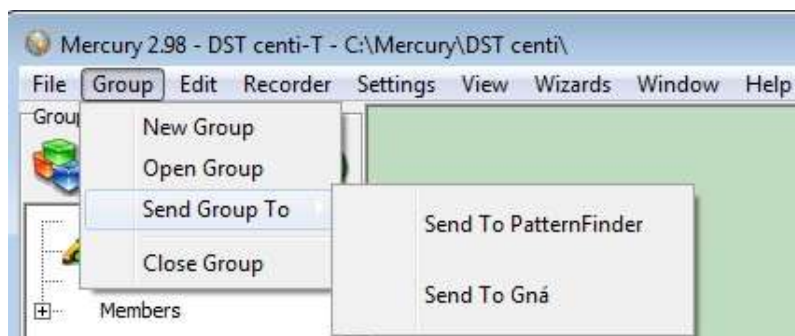 Mercury 2.98 - DST centi-T - C:\Mercury\DST centi\
File Group Edit Recorder Settings View Wizards Window Help
New Group
Open Group
Send Group To
Send To PatternFinder
Close Group
Send To Gná
Members